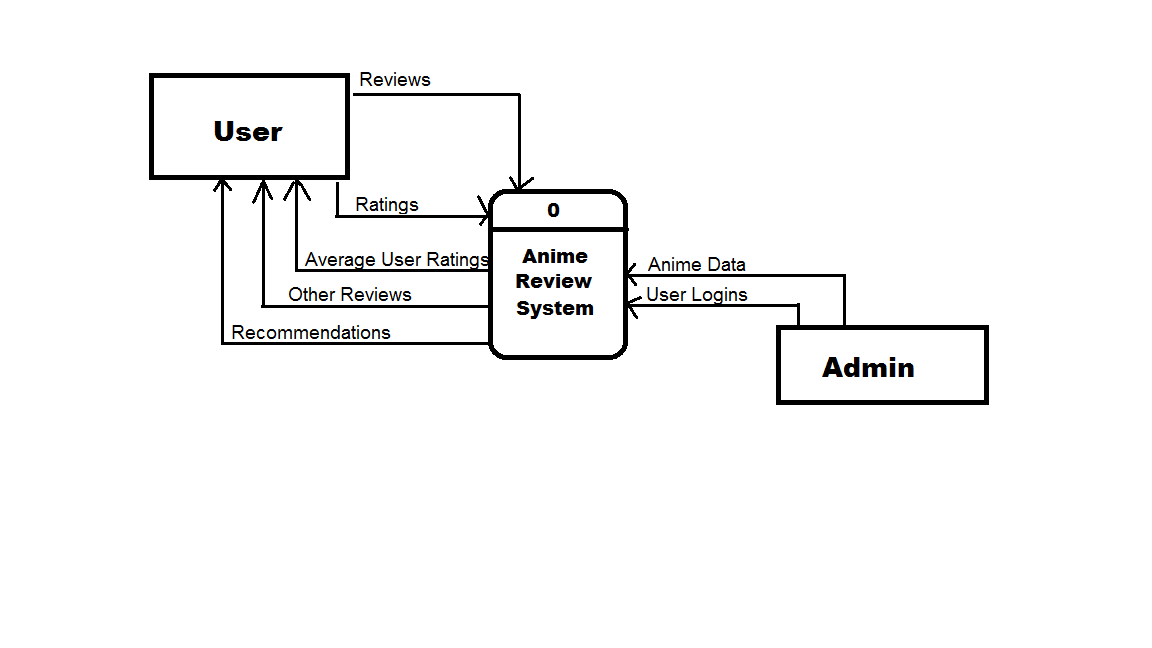 Reviews
User
Ratings
0
Average User Ratings
Anime
Review
System
Anime Data
Other Reviews
User Logins
Recommendations
Admin